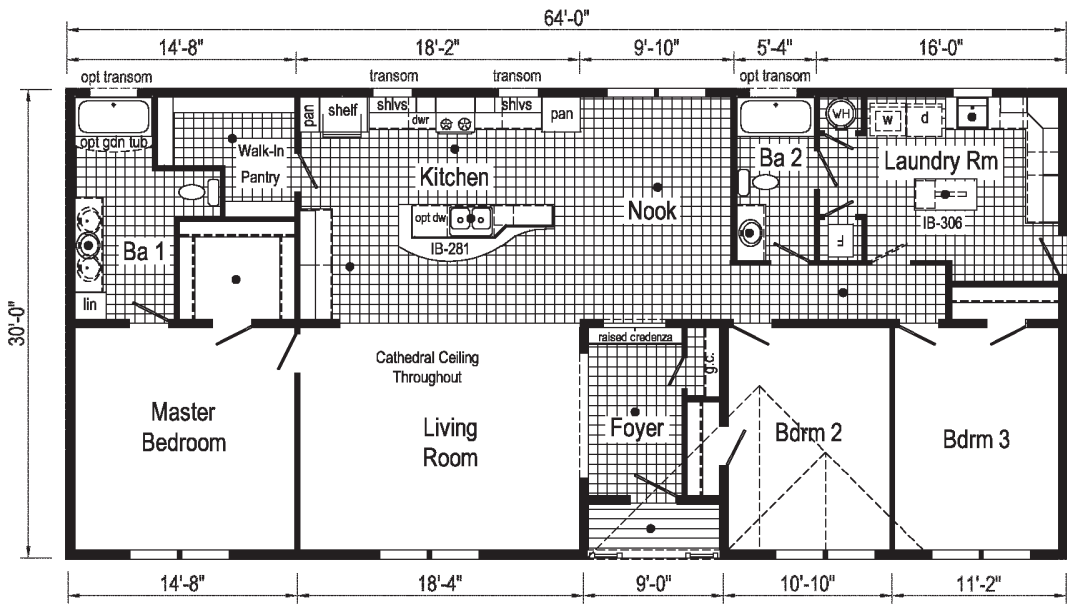 64'-0"
14'-8"
18'-2"
9'-10"
5'-4"
16'-0"
opt transom
transom
transom
opt transom
pan
shelf
shlvs
dwr
shlvs
pan
WH
w
d
opt gdn tub
Walk-In
Pantry
Kitchen
Nook
Ba 2
Laundry Rm
opt dw
IB-281
IB-306
F
Ba 1
lin
30'-0"
raised credenza
g.c.
Cathedral Ceiling
Throughout
Master
Bedroom
Living
Room
Foyer
Bdrm 2
Bdrm 3
14'-8"
18'-4"
9'-0"
10'-10"
11'-2"